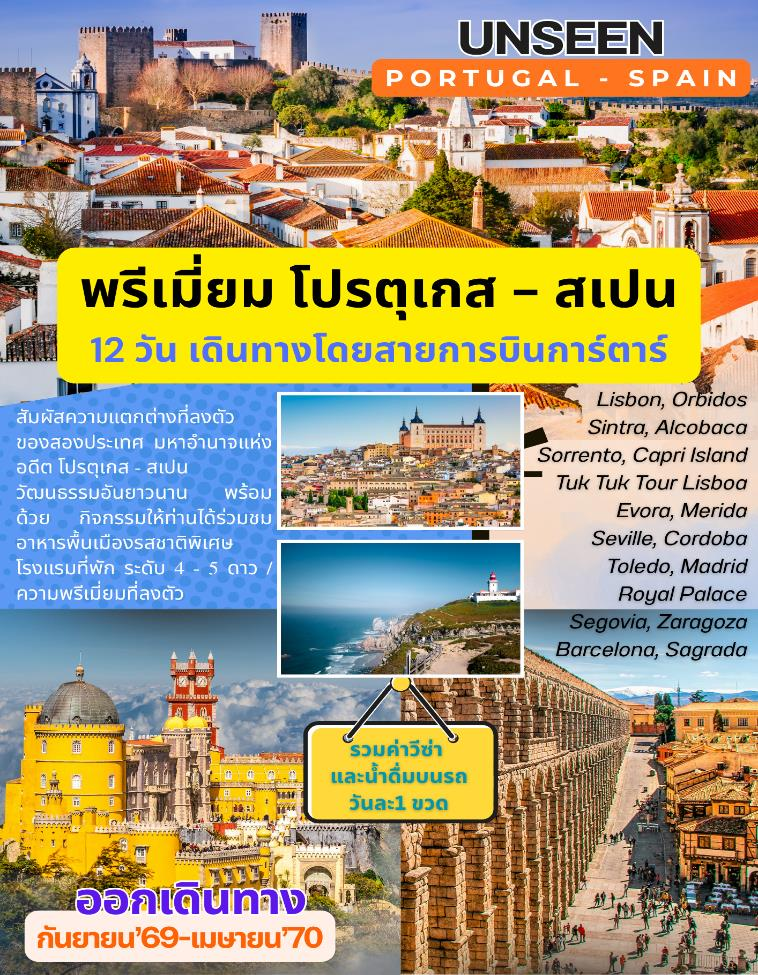 UNSEEN
PORTUGAL - SPAIN
พรีเมี่ยม โปรตุเกส – สเปน
12 วัน เดินทางโดยสายการบินการ์ตาร์
สัมผัสความแตกต่างที่ลงตัว
ของสองประเทศ มหาอำนาจแห่ง
อดีต โปรตุเกส - สเปน
วัฒนธรรมอันยาวนาน พร้อม
ด้วย กิจกรรมให้ท่านได้ร่วมชม
อาหารพื้นเมืองรสชาติพิเศษ
โรงแรมที่พัก ระดับ 4 - 5 ดาว /
ความพรีเมี่ยมที่ลงตัว
Lisbon, Orbidos
Sintra, Alcobaca
Sorrento, Capri Island
Tuk Tuk Tour Lisboa
Evora, Merida
Seville, Cordoba
Toledo, Madrid
Royal Palace
Segovia, Zaragoza
Barcelona, Sagrada
รวมค่าวีซ่า
และน้ำดื่มบนรถ
วันละ1 ขวด
ออกเดินทาง
กันยายน’69-เมษายน’70